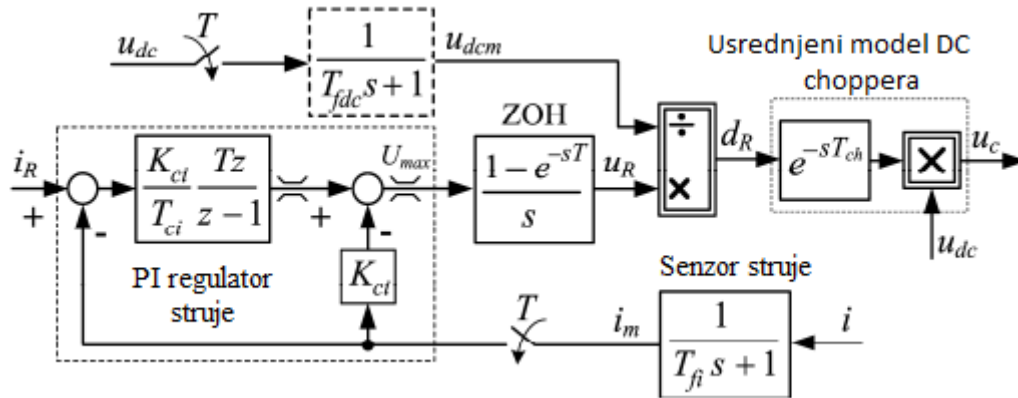 u_dc
T
1
T_fdc s + 1
u_dcm
Usrednjeni model DC
choppera
i_R
+
-
K_ci
T_ci
Tz
z − 1
+
-
U_max
ZOH
1 − e^−sT
s
u_R
÷
×
d_R
e^−sT_ch
×
u_c
u_dc
K_ci
PI regulator
struje
T
i_m
Senzor struje
1
T_fi s + 1
i